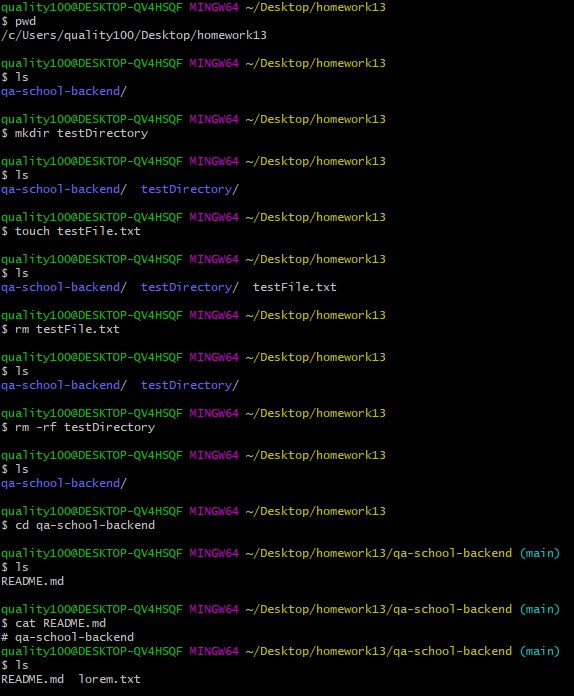 quality100@DESKTOP-QV4HSQF MINGW64 ~/Desktop/homework13
$ pwd
/c/Users/quality100/Desktop/homework13
quality100@DESKTOP-QV4HSQF MINGW64 ~/Desktop/homework13
$ ls
qa-school-backend/
quality100@DESKTOP-QV4HSQF MINGW64 ~/Desktop/homework13
$ mkdir testDirectory
quality100@DESKTOP-QV4HSQF MINGW64 ~/Desktop/homework13
$ ls
qa-school-backend/  testDirectory/
quality100@DESKTOP-QV4HSQF MINGW64 ~/Desktop/homework13
$ touch testFile.txt
quality100@DESKTOP-QV4HSQF MINGW64 ~/Desktop/homework13
$ ls
qa-school-backend/  testDirectory/  testFile.txt
quality100@DESKTOP-QV4HSQF MINGW64 ~/Desktop/homework13
$ rm testFile.txt
quality100@DESKTOP-QV4HSQF MINGW64 ~/Desktop/homework13
$ ls
qa-school-backend/  testDirectory/
quality100@DESKTOP-QV4HSQF MINGW64 ~/Desktop/homework13
$ rm -rf testDirectory
quality100@DESKTOP-QV4HSQF MINGW64 ~/Desktop/homework13
$ ls
qa-school-backend/
quality100@DESKTOP-QV4HSQF MINGW64 ~/Desktop/homework13
$ cd qa-school-backend
quality100@DESKTOP-QV4HSQF MINGW64 ~/Desktop/homework13/qa-school-backend (main)
$ ls
README.md
quality100@DESKTOP-QV4HSQF MINGW64 ~/Desktop/homework13/qa-school-backend (main)
$ cat README.md
# qa-school-backend
quality100@DESKTOP-QV4HSQF MINGW64 ~/Desktop/homework13/qa-school-backend (main)
$ ls
README.md  lorem.txt